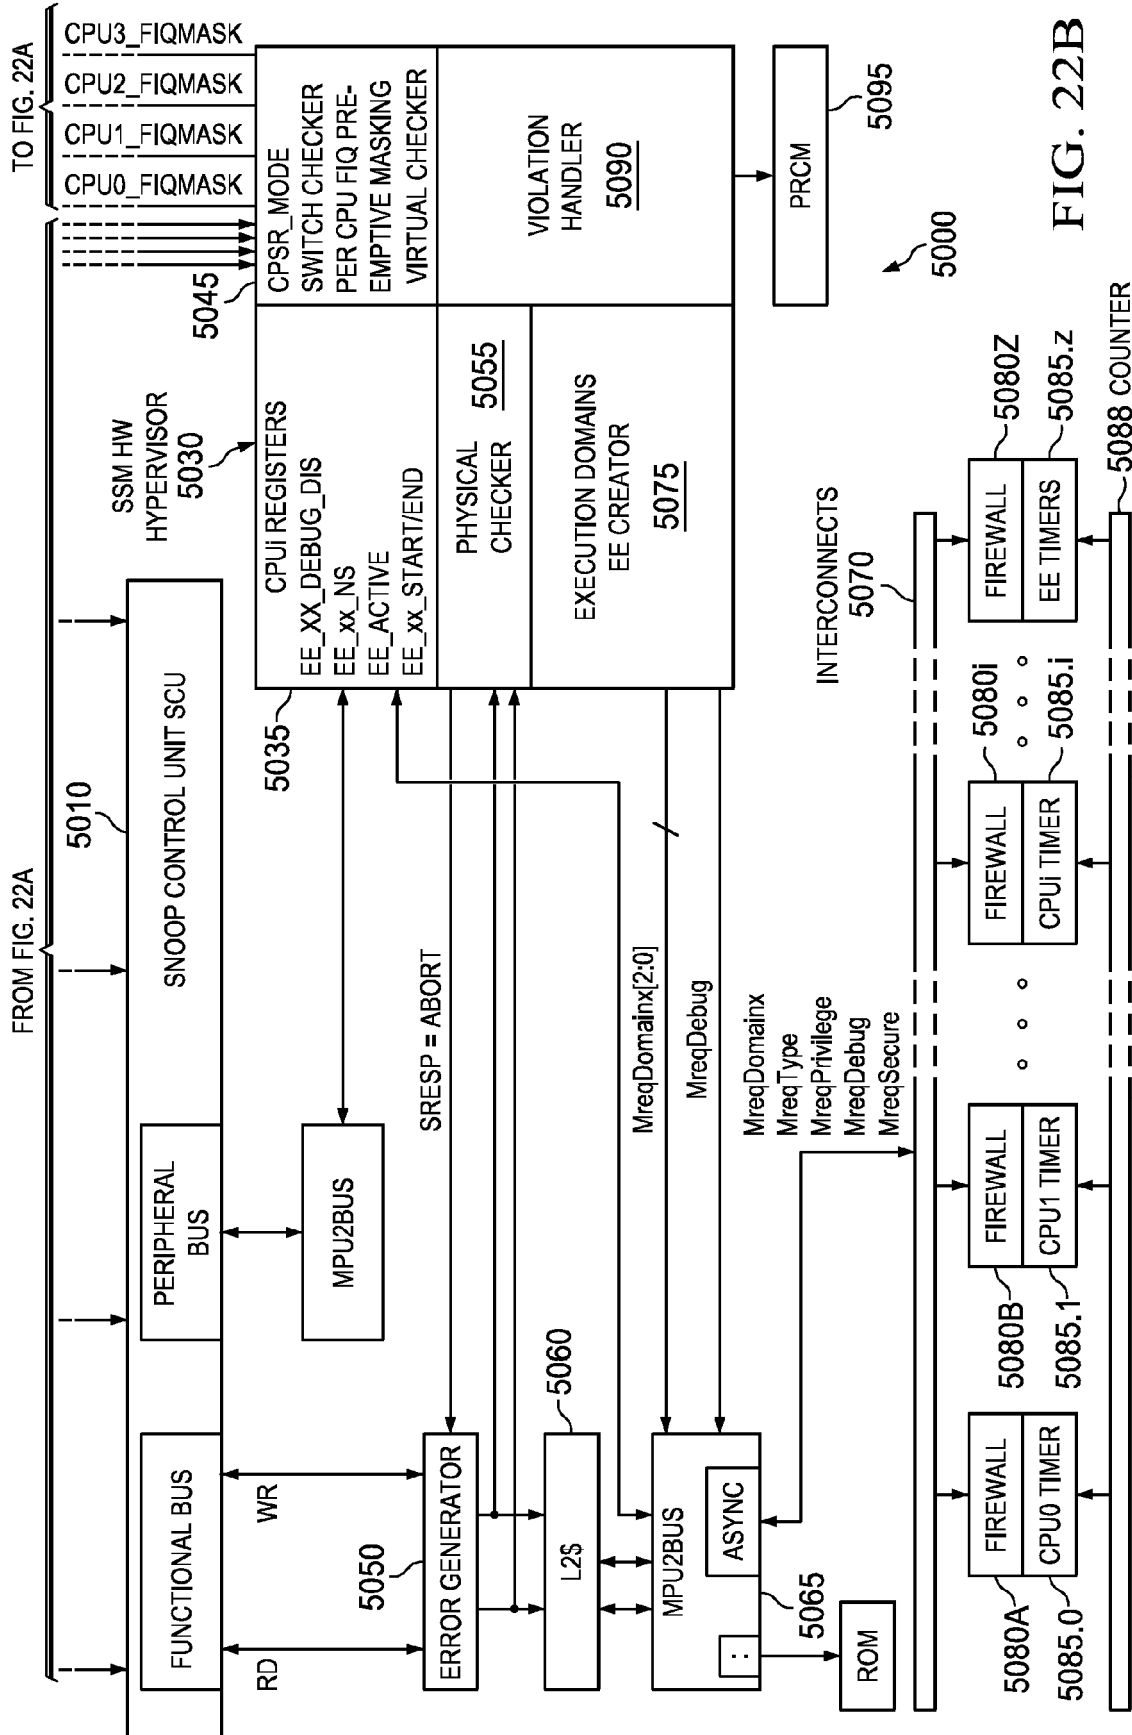 FROM FIG. 22A
TO FIG. 22A
CPU0_FIQMASK
CPU1_FIQMASK
CPU2_FIQMASK
CPU3_FIQMASK
5010
SNOOP CONTROL UNIT SCU
FUNCTIONAL BUS
PERIPHERAL
BUS
RD
WR
MPU2BUS
SSM HW
HYPERVISOR
5030
5035
5045
CPUi REGISTERS
EE_XX_DEBUG_DIS
EE_xx_NS
EE_ACTIVE
EE_xx_START/END
CPSR_MODE
SWITCH CHECKER
PER CPU FIQ PRE-
EMPTIVE MASKING
VIRTUAL CHECKER
PHYSICAL
CHECKER
5055
EXECUTION DOMAINS
EE CREATOR
5075
VIOLATION
HANDLER
5090
PRCM
5095
5000
SRESP = ABORT
5050
ERROR GENERATOR
5060
L2$
MreqDomainx[2:0]
MreqDebug
MPU2BUS
ASYNC
5065
ROM
MreqDomainx
MreqType
MreqPrivilege
MreqDebug
MreqSecure
INTERCONNECTS
5070
5080A
FIREWALL
5085.0
CPU0 TIMER
5080B
FIREWALL
5085.1
CPU1 TIMER
FIREWALL
5080i
CPUi TIMER
5085.i
FIREWALL
5080Z
EE TIMERS
5085.z
5088 COUNTER
FIG. 22B